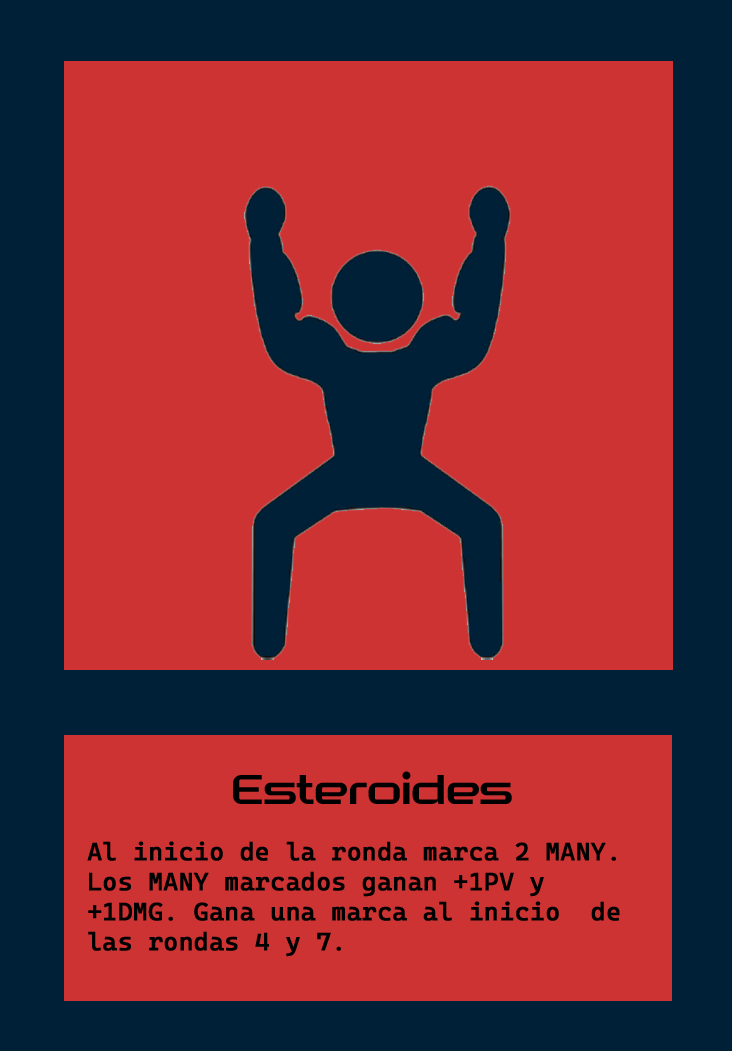 Esteroides
Al inicio de la ronda marca 2 MANY.
Los MANY marcados ganan +1PV y
+1DMG. Gana una marca al inicio  de
las rondas 4 y 7.